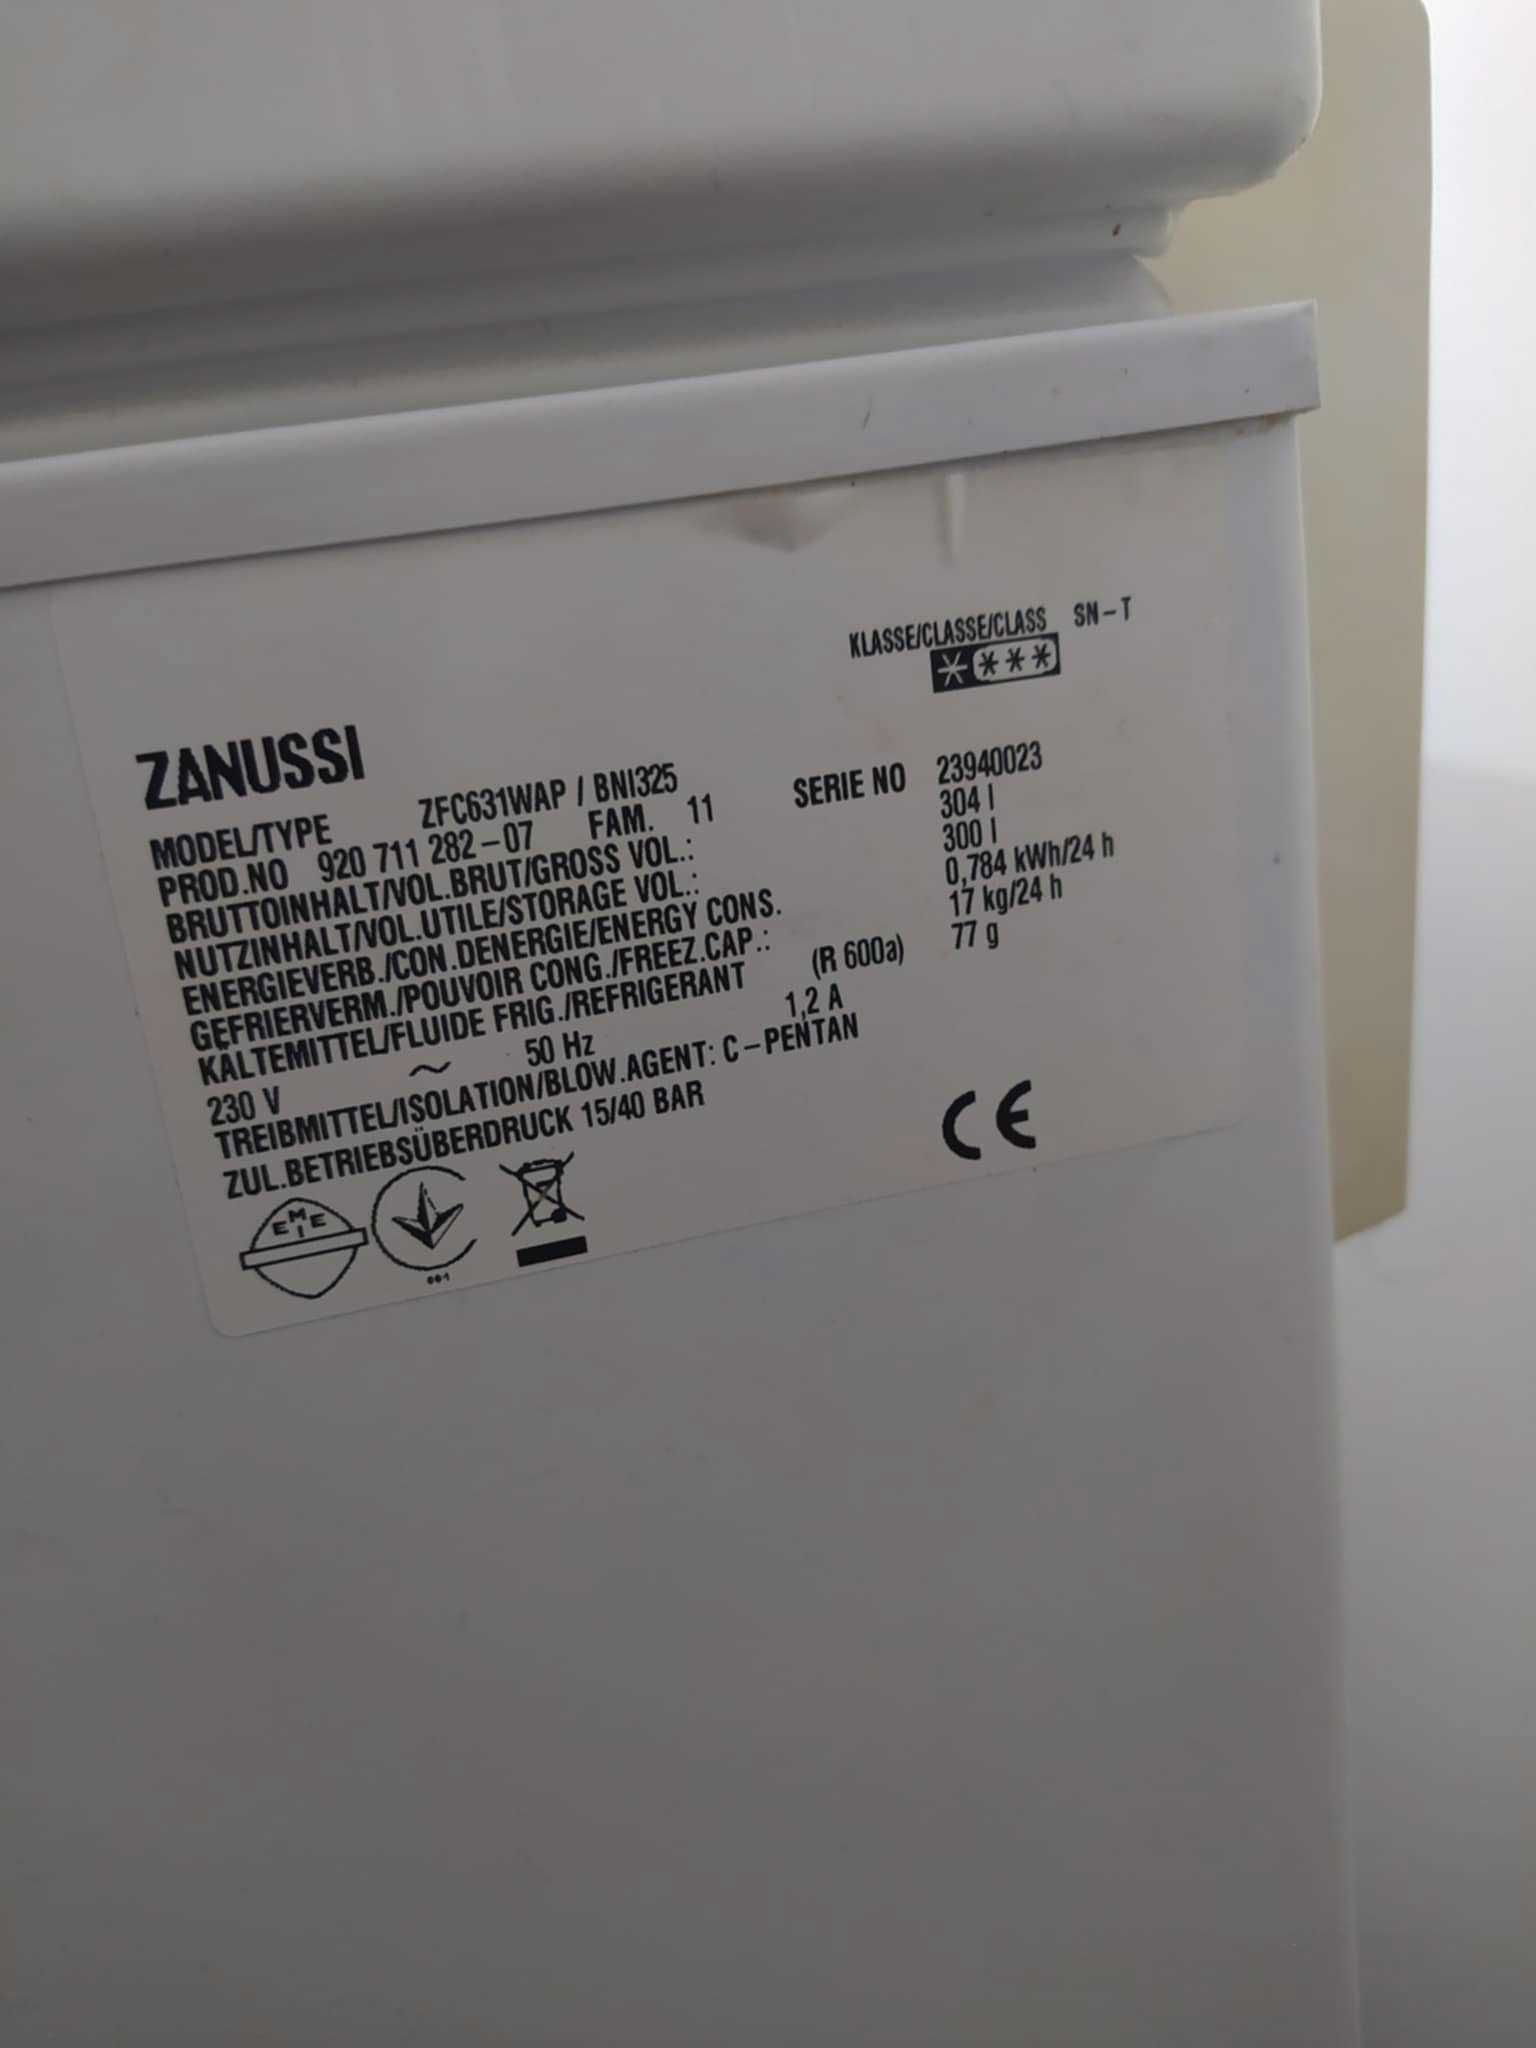 KLASSE/CLASSE/CLASS SN-T
ZANUSSI
MODEL/TYPE ZFC631WAP / BNI325
PROD.NO 920 711 282-07 FAM. 11 SERIE NO 23940023
BRUTTOINHALT/VOL.BRUT/GROSS VOL.: 304 l
NUTZINHALT/VOL.UTILE/STORAGE VOL.: 300 l
ENERGIEVERB./CON.DENERGIE/ENERGY CONS. 0,784 kWh/24 h
GEFRIERVERM./POUVOIR CONG./FREEZ.CAP.: 17 kg/24 h
KÄLTEMITTEL/FLUIDE FRIG./REFRIGERANT (R 600a) 77 g
230 V ~ 50 Hz 1,2 A
TREIBMITTEL/ISOLATION/BLOW.AGENT: C-PENTAN
ZUL.BETRIEBSÜBERDRUCK 15/40 BAR
CE
EMIE
001